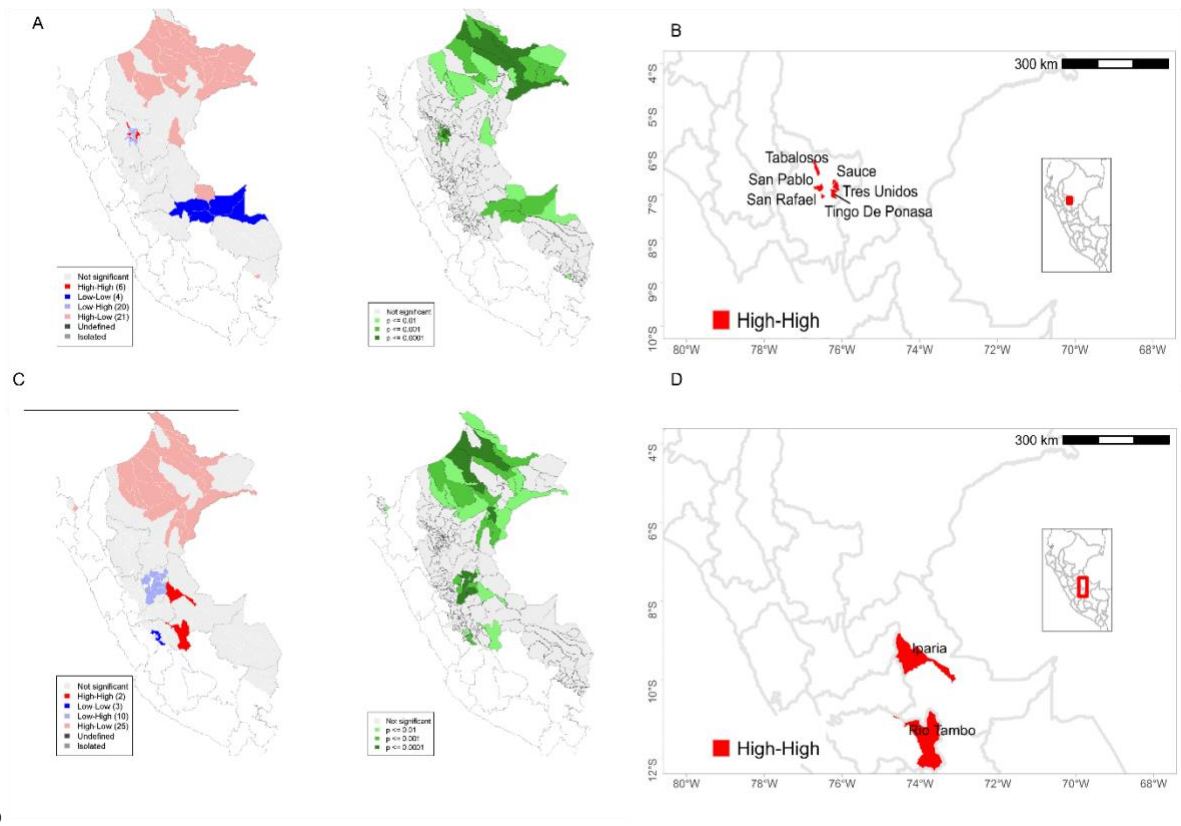 A
Not significant
High-High (6)
Low-Low (4)
Low-High (20)
High-Low (21)
Undefined
Isolated
Not significant
p <= 0.01
p <= 0.001
p <= 0.0001
B
300 km
4°S
5°S
6°S
7°S
8°S
9°S
10°S
Tabalosos
Sauce
San Pablo
Tres Unidos
San Rafael
Tingo De Ponasa
High-High
80°W
78°W
76°W
74°W
72°W
70°W
68°W
C
Not significant
High-High (2)
Low-Low (3)
Low-High (10)
High-Low (25)
Undefined
Isolated
Not significant
p <= 0.01
p <= 0.001
p <= 0.0001
D
300 km
4°S
6°S
8°S
10°S
12°S
Iparia
Rio Tambo
High-High
80°W
78°W
76°W
74°W
72°W
70°W
68°W